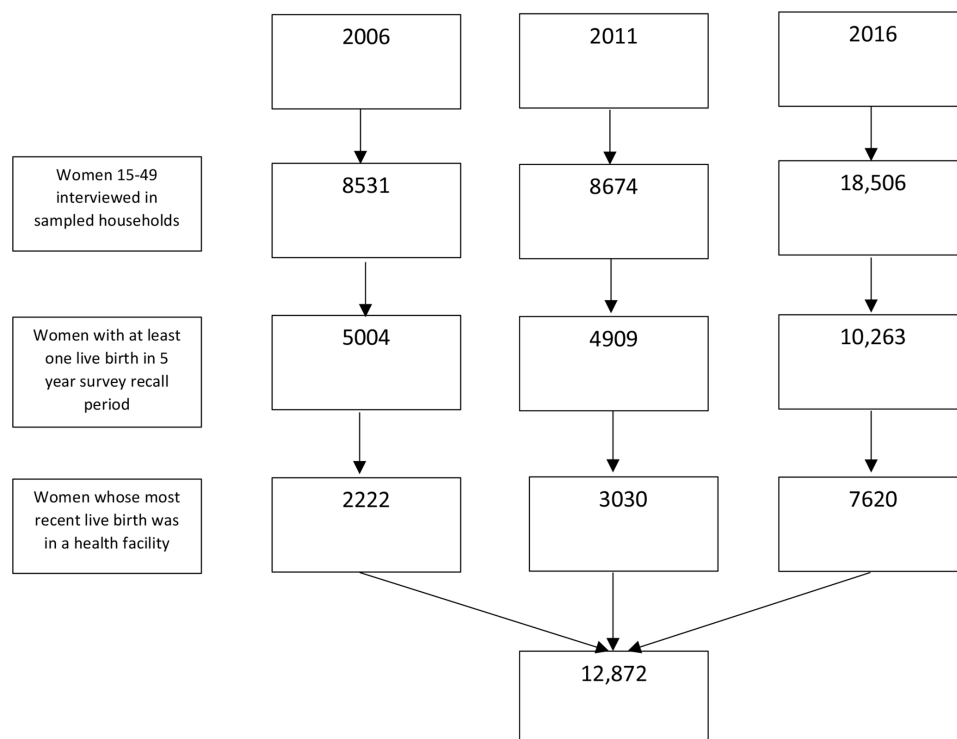 2006
2011
2016
Women 15-49
interviewed in
sampled households
8531
8674
18,506
Women with at least
one live birth in 5
year survey recall
period
5004
4909
10,263
Women whose most
recent live birth was
in a health facility
2222
3030
7620
12,872